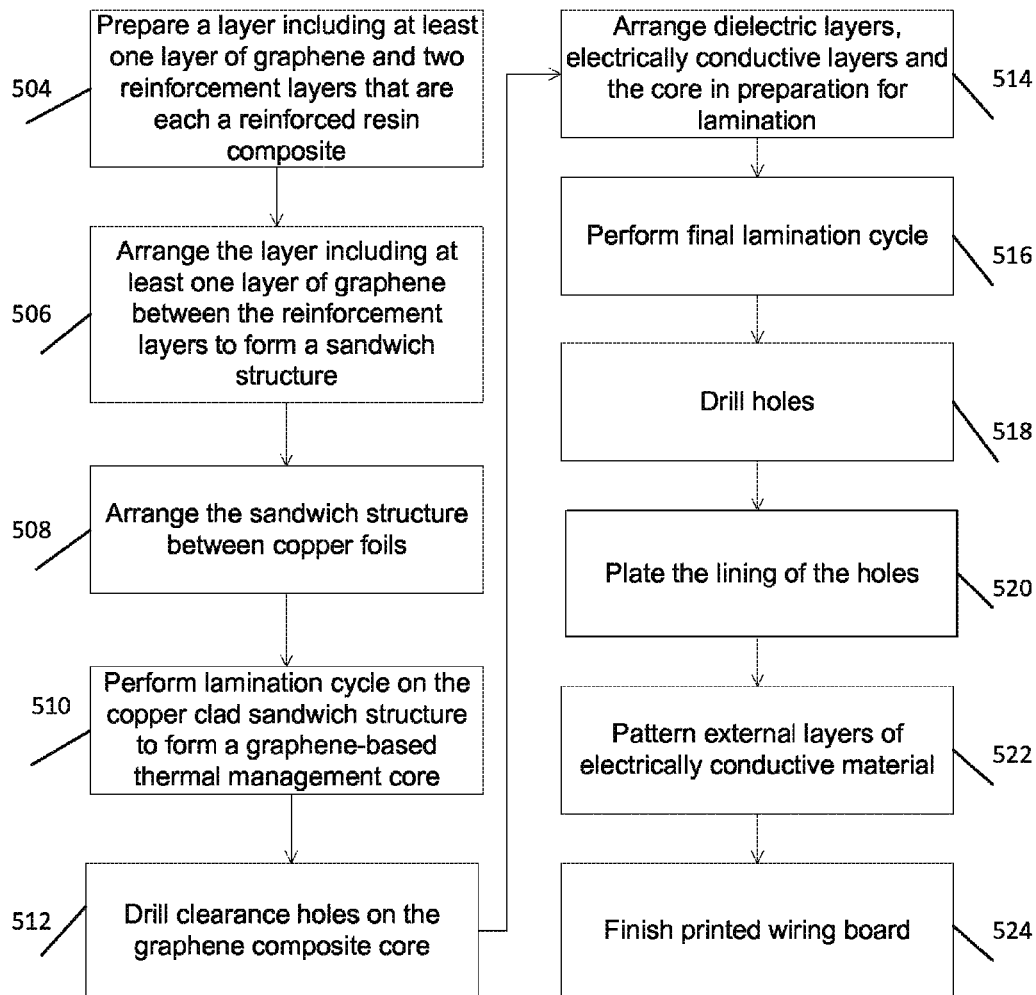 504
Prepare a layer including at least
one layer of graphene and two
reinforcement layers that are
each a reinforced resin
composite
506
Arrange the layer including at
least one layer of graphene
between the reinforcement
layers to form a sandwich
structure
508
Arrange the sandwich structure
between copper foils
510
Perform lamination cycle on the
copper clad sandwich structure
to form a graphene-based
thermal management core
512
Drill clearance holes on the
graphene composite core
Arrange dielectric layers,
electrically conductive layers and
the core in preparation for
lamination
514
Perform final lamination cycle
516
Drill holes
518
Plate the lining of the holes
520
Pattern external layers of
electrically conductive material
522
Finish printed wiring board
524